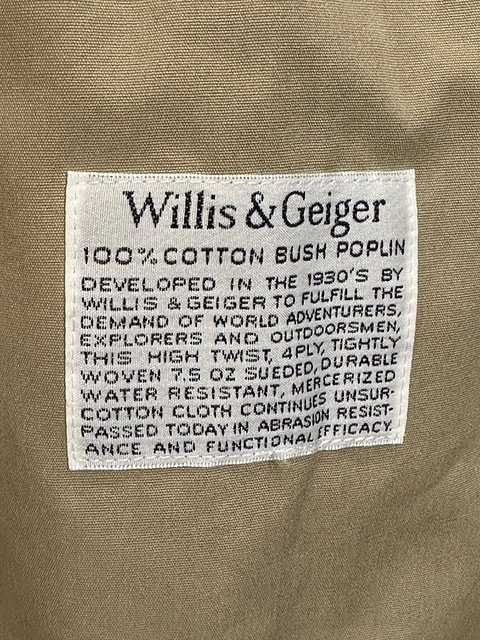 Willis & Geiger
100% COTTON BUSH POPLIN
DEVELOPED IN THE 1930'S BY
WILLIS & GEIGER TO FULFILL THE
DEMAND OF WORLD ADVENTURERS,
EXPLORERS AND OUTDOORSMEN,
THIS HIGH TWIST, 4PLY, TIGHTLY
WOVEN 7.5 OZ SUEDED, DURABLE
WATER RESISTANT, MERCERIZED
COTTON CLOTH CONTINUES UNSUR-
PASSED TODAY IN ABRASION RESIST-
ANCE AND FUNCTIONAL EFFICACY.